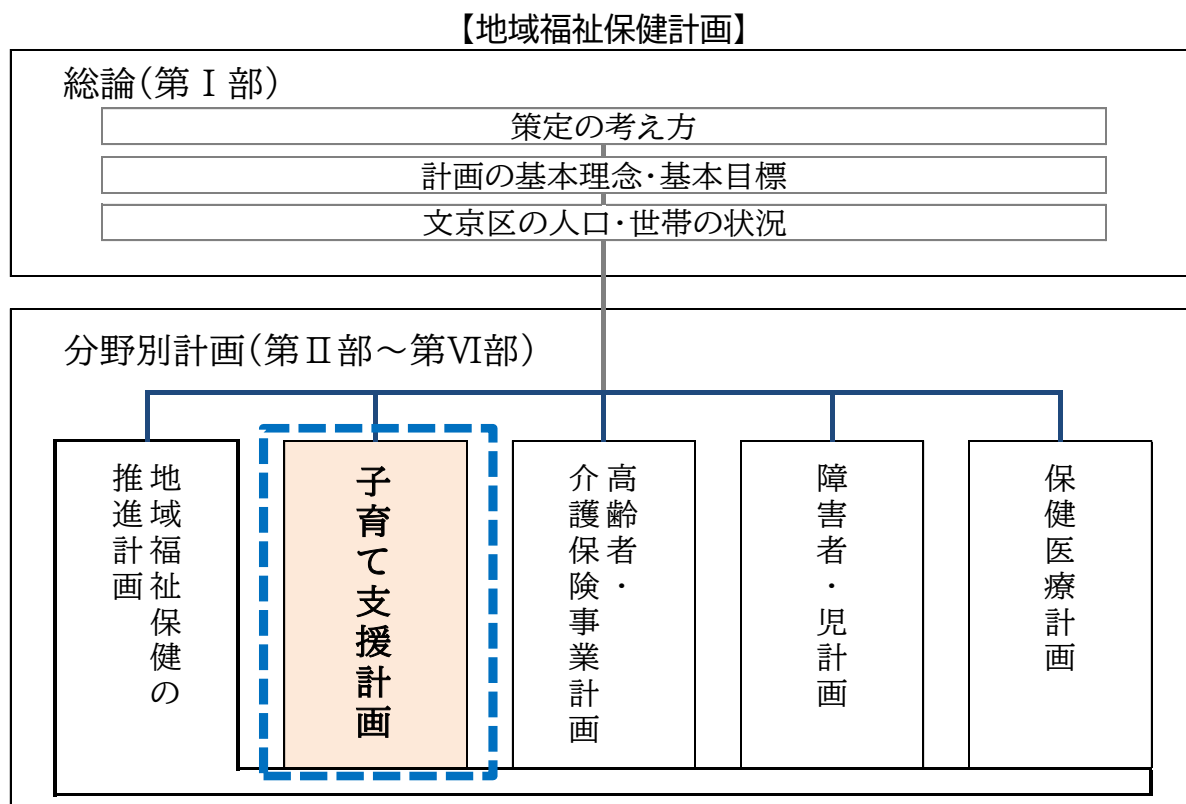 【地域福祉保健計画】
総論(第Ⅰ部)
策定の考え方
計画の基本理念・基本目標
文京区の人口・世帯の状況
分野別計画(第Ⅱ部～第Ⅵ部)
地域福祉保健の
推進計画
子育て支援計画
高齢者・
介護保険事業計画
障害者・児計画
保健医療計画